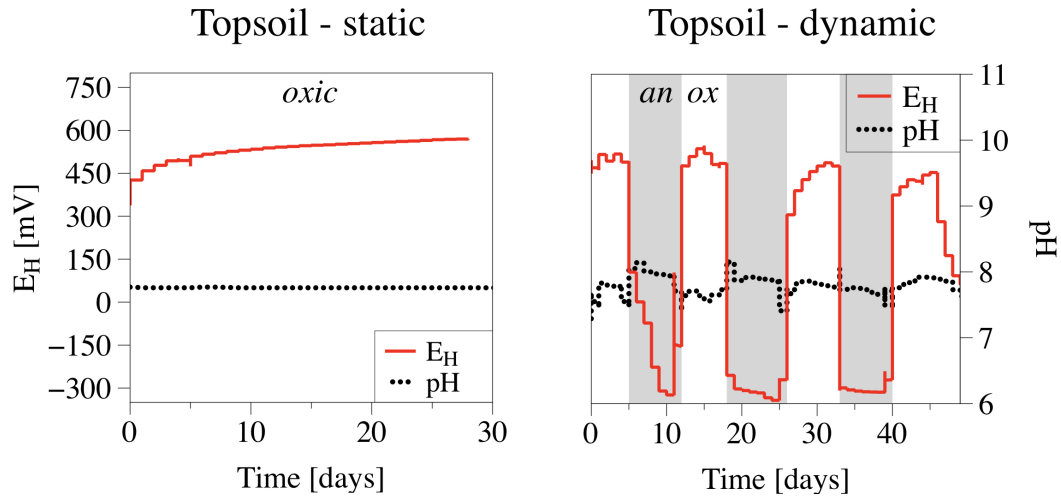 Topsoil - static
Topsoil - dynamic
E_H [mV]
750
600
450
300
150
0
−150
−300
oxic
E_H
pH
0
10
20
30
Time [days]
an ox
E_H
pH
11
10
9
8
7
6
pH
0
10
20
30
40
Time [days]